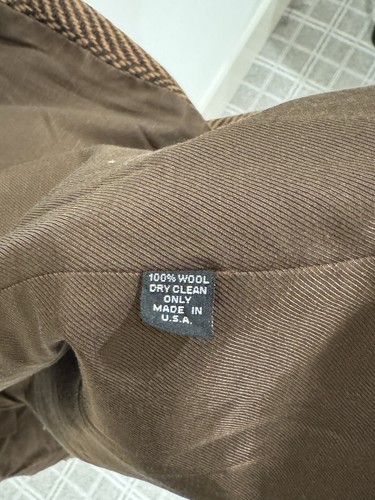 100% WOOL
DRY CLEAN
ONLY
MADE IN
U.S.A.